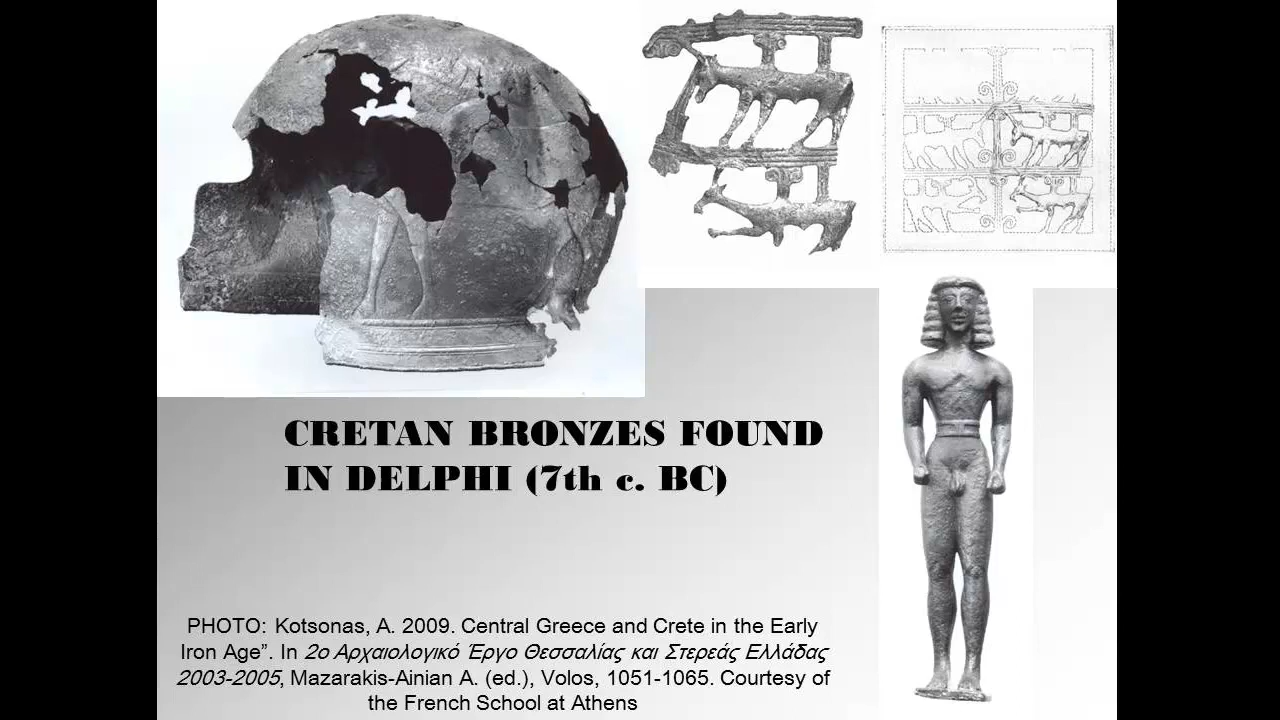 CRETAN BRONZES FOUND
IN DELPHI (7th c. BC)
PHOTO: Kotsonas, A. 2009. Central Greece and Crete in the Early
Iron Age”. In 2ο Αρχαιολογικό Έργο Θεσσαλίας και Στερεάς Ελλάδας
2003-2005, Mazarakis-Ainian A. (ed.), Volos, 1051-1065. Courtesy of
the French School at Athens